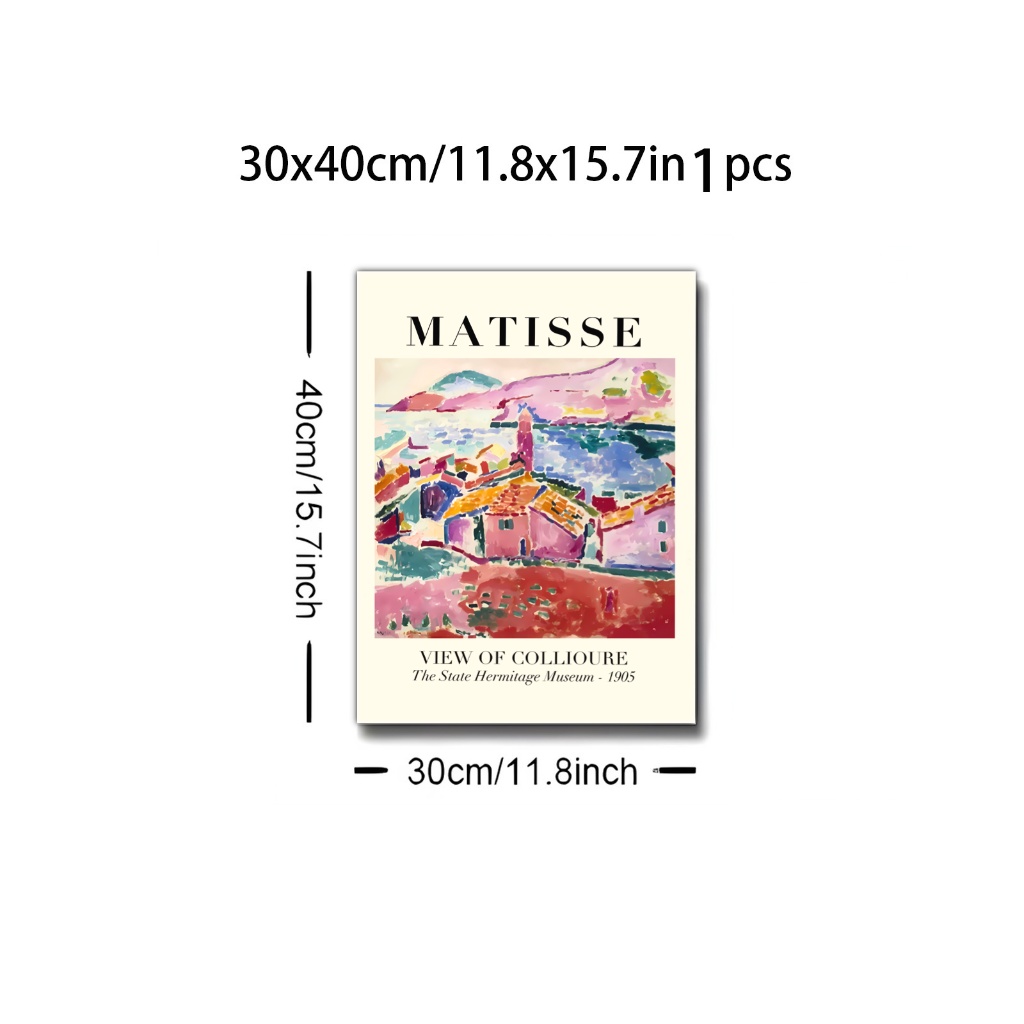 30x40cm/11.8x15.7in 1 pcs
MATISSE
40cm/15.7inch
VIEW OF COLLIOURE
The State Hermitage Museum - 1905
30cm/11.8inch